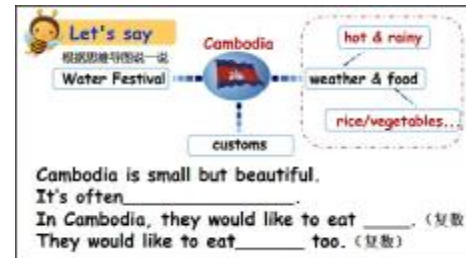 Let's say
根据思维导图说一说
Cambodia
hot & rainy
Water Festival
weather & food
rice/vegetables...
customs
Cambodia is small but beautiful.
It's often_________________.
In Cambodia, they would like to eat _____.（复数
They would like to eat_______ too.（复数）